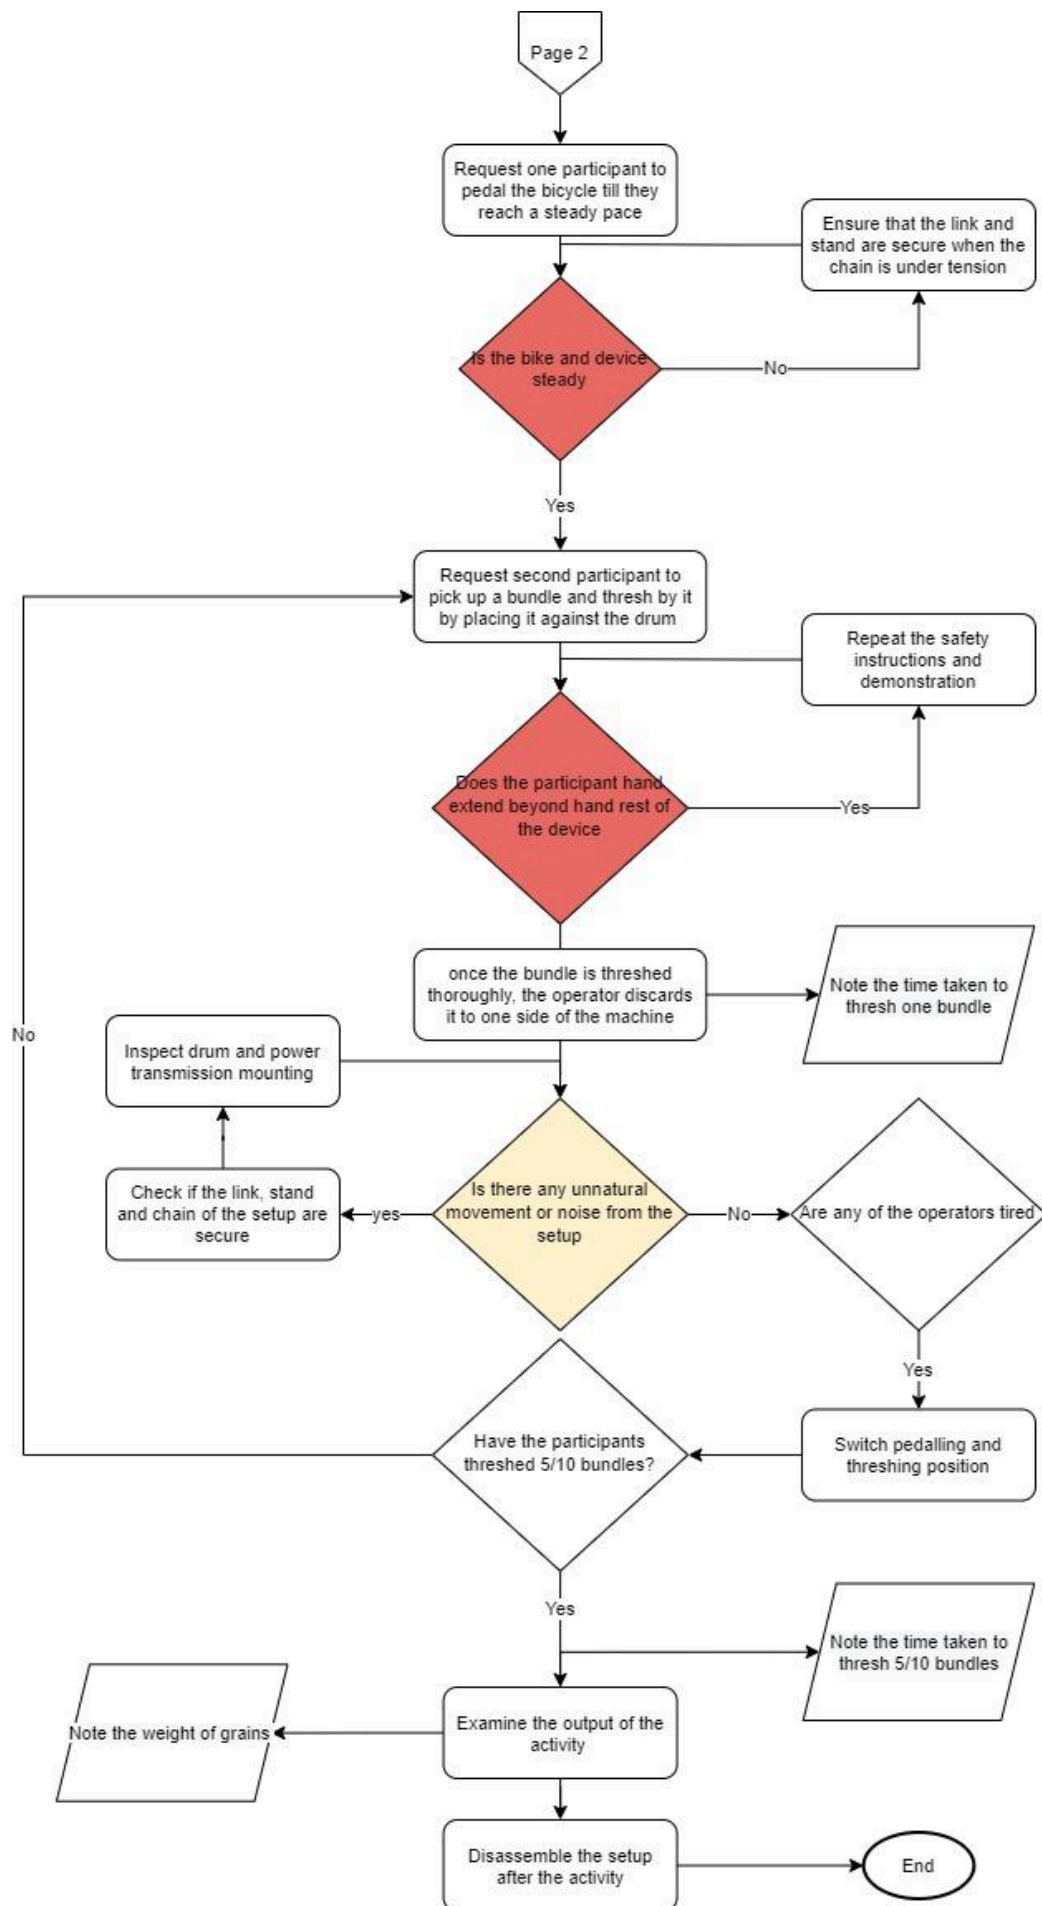 Page 2
Request one participant to
pedal the bicycle till they
reach a steady pace
Ensure that the link and
stand are secure when the
chain is under tension
Is the bike and device
steady
No
Yes
Request second participant to
pick up a bundle and thresh by it
by placing it against the drum
Repeat the safety
instructions and
demonstration
Does the participant hand
extend beyond hand rest of
the device
Yes
once the bundle is threshed
thoroughly, the operator discards
it to one side of the machine
Note the time taken to
thresh one bundle
No
Inspect drum and power
transmission mounting
Check if the link, stand
and chain of the setup are
secure
yes
Is there any unnatural
movement or noise from the
setup
No
Are any of the operators tired
Yes
Have the participants
threshed 5/10 bundles?
Switch pedalling and
threshing position
Yes
Note the time taken to
thresh 5/10 bundles
Note the weight of grains
Examine the output of the
activity
Disassemble the setup
after the activity
End